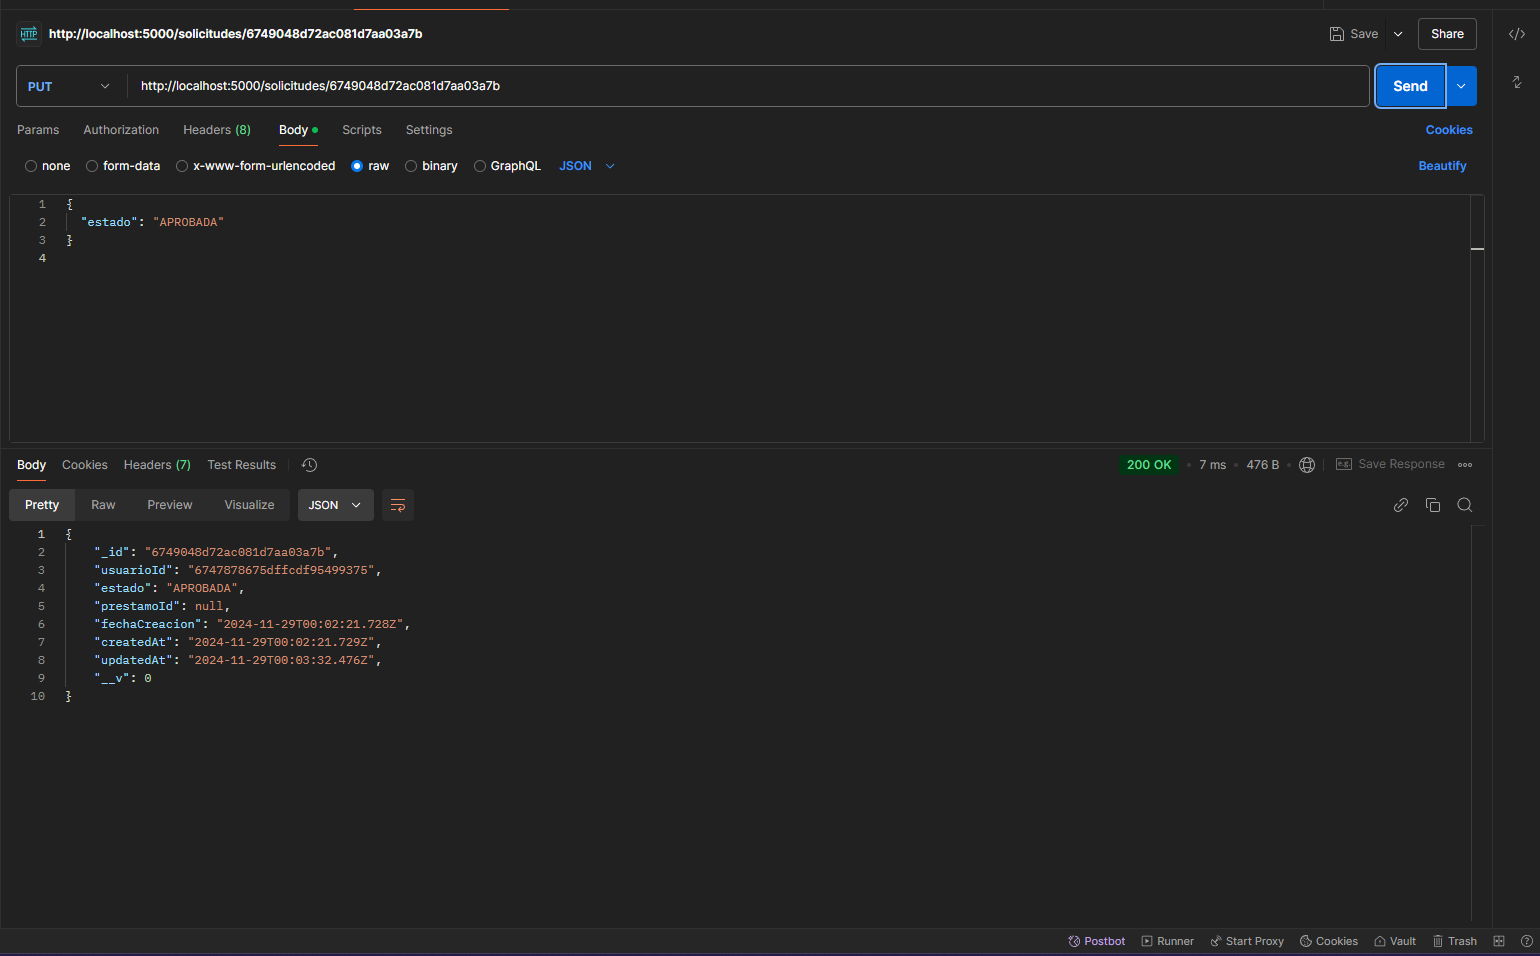 HTTP http://localhost:5000/solicitudes/6749048d72ac081d7aa03a7b Save Share
PUT http://localhost:5000/solicitudes/6749048d72ac081d7aa03a7b Send
Params Authorization Headers (8) Body Scripts Settings Cookies
none form-data x-www-form-urlencoded raw binary GraphQL JSON Beautify
1 {
2 "estado": "APROBADA"
3 }
4
Body Cookies Headers (7) Test Results 200 OK • 7 ms • 476 B • e.g. Save Response
Pretty Raw Preview Visualize JSON
1 {
2 "_id": "6749048d72ac081d7aa03a7b",
3 "usuarioId": "6747878675dffcdf95499375",
4 "estado": "APROBADA",
5 "prestamoId": null,
6 "fechaCreacion": "2024-11-29T00:02:21.728Z",
7 "createdAt": "2024-11-29T00:02:21.729Z",
8 "updatedAt": "2024-11-29T00:03:32.476Z",
9 "__v": 0
10 }
Postbot Runner Start Proxy Cookies Vault Trash